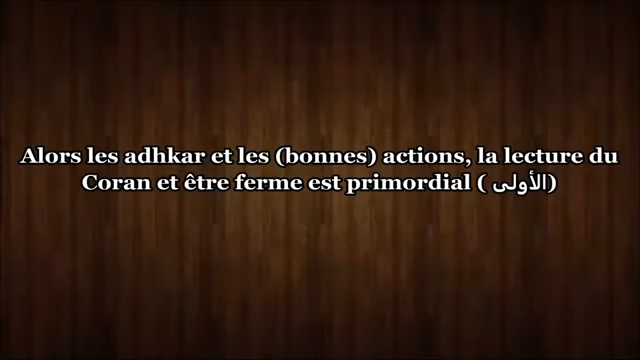 Alors les adhkar et les (bonnes) actions, la lecture du
Coran et être ferme est primordial ( الأولى)